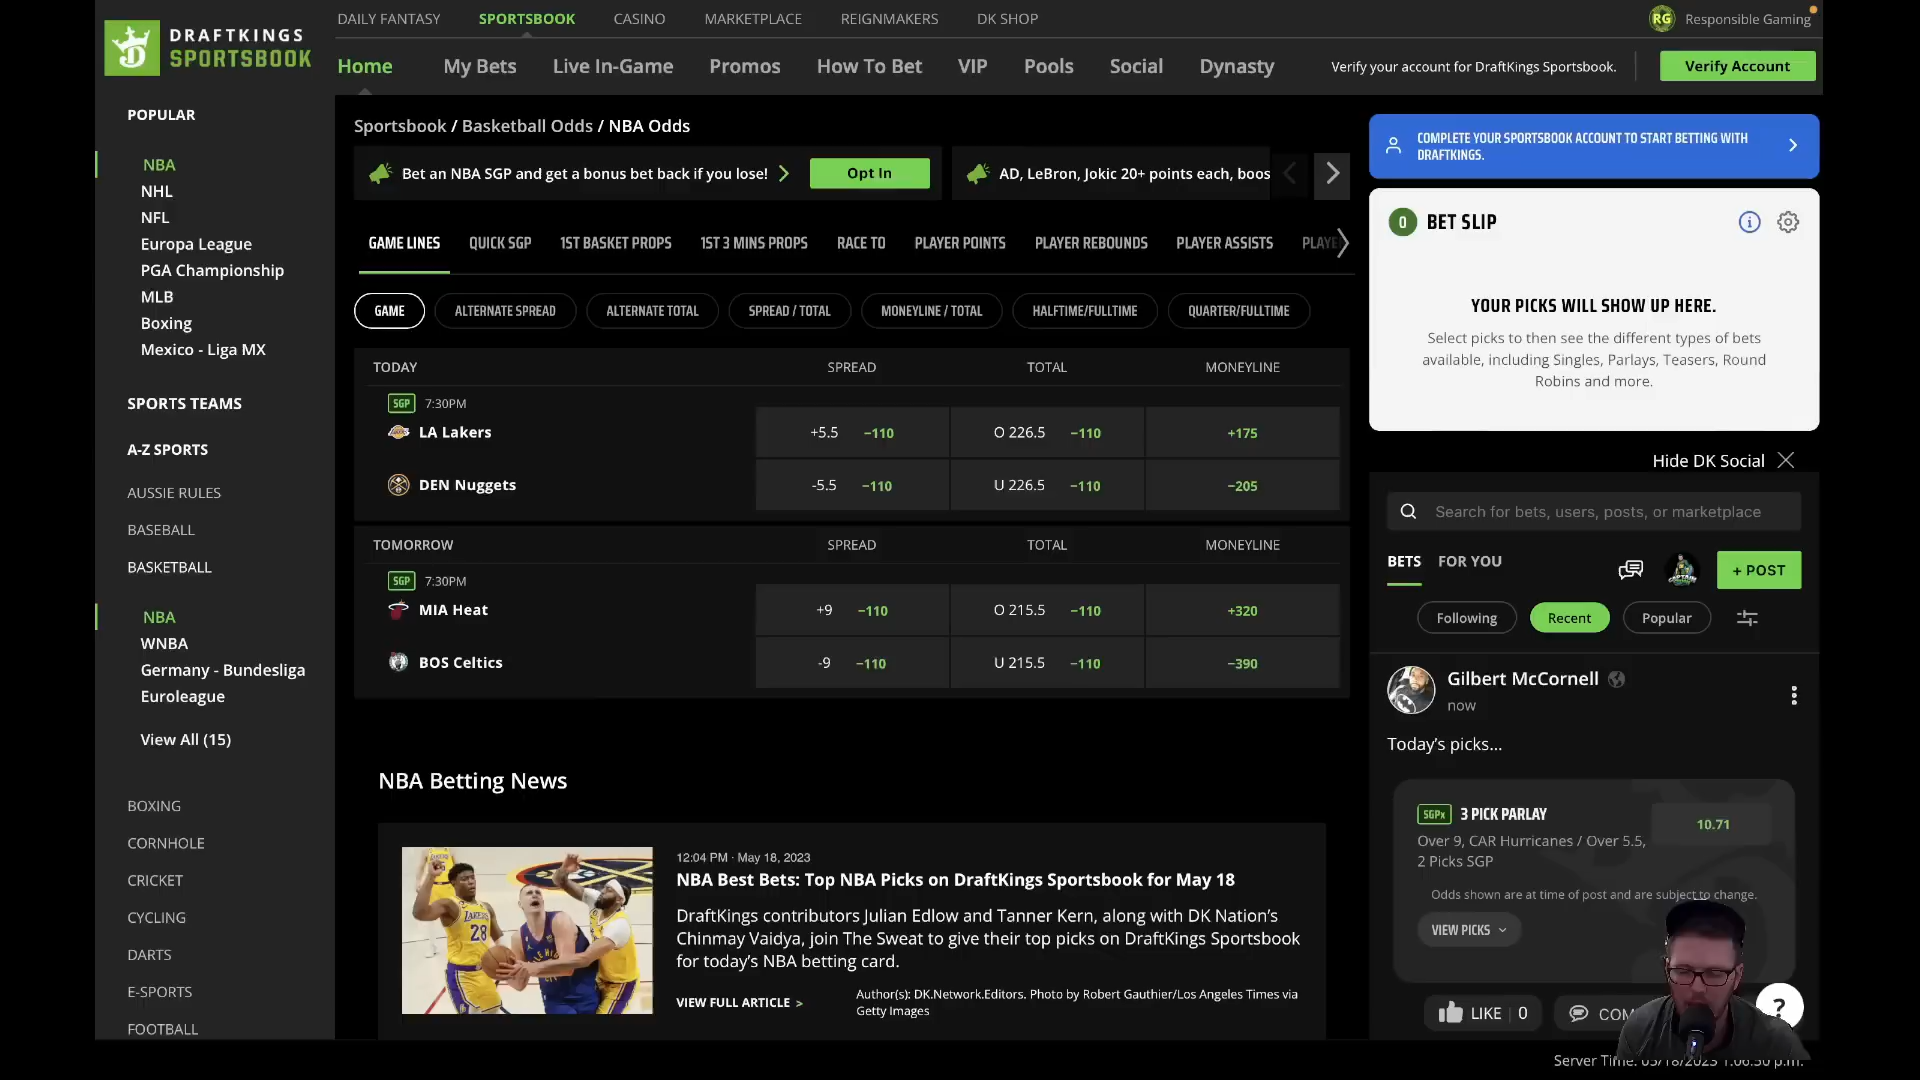 DAILY FANTASY SPORTSBOOK CASINO MARKETPLACE REIGNMAKERS DK SHOP
RG Responsible Gaming
DRAFTKINGS
SPORTSBOOK
Home My Bets Live In-Game Promos How To Bet VIP Pools Social Dynasty
Verify your account for DraftKings Sportsbook. Verify Account
POPULAR
NBA
NHL
NFL
Europa League
PGA Championship
MLB
Boxing
Mexico - Liga MX
SPORTS TEAMS
A-Z SPORTS
AUSSIE RULES
BASEBALL
BASKETBALL
NBA
WNBA
Germany - Bundesliga
Euroleague
View All (15)
BOXING
CORNHOLE
CRICKET
CYCLING
DARTS
E-SPORTS
FOOTBALL
Sportsbook / Basketball Odds / NBA Odds
Bet an NBA SGP and get a bonus bet back if you lose! Opt In
AD, LeBron, Jokic 20+ points each, boos
GAME LINES QUICK SGP 1ST BASKET PROPS 1ST 3 MINS PROPS RACE TO PLAYER POINTS PLAYER REBOUNDS PLAYER ASSISTS PLAYE
GAME ALTERNATE SPREAD ALTERNATE TOTAL SPREAD / TOTAL MONEYLINE / TOTAL HALFTIME/FULLTIME QUARTER/FULLTIME
TODAY SPREAD TOTAL MONEYLINE
SGP 7:30PM
LA Lakers +5.5 −110 O 226.5 −110 +175
DEN Nuggets -5.5 −110 U 226.5 −110 −205
TOMORROW SPREAD TOTAL MONEYLINE
SGP 7:30PM
MIA Heat +9 −110 O 215.5 −110 +320
BOS Celtics -9 −110 U 215.5 −110 −390
NBA Betting News
LAKERS
28
12:04 PM · May 18, 2023
NBA Best Bets: Top NBA Picks on DraftKings Sportsbook for May 18
DraftKings contributors Julian Edlow and Tanner Kern, along with DK Nation's
Chinmay Vaidya, join The Sweat to give their top picks on DraftKings Sportsbook
for today's NBA betting card.
VIEW FULL ARTICLE >
Author(s): DK.Network.Editors. Photo by Robert Gauthier/Los Angeles Times via
Getty Images
COMPLETE YOUR SPORTSBOOK ACCOUNT TO START BETTING WITH
DRAFTKINGS.
0 BET SLIP
YOUR PICKS WILL SHOW UP HERE.
Select picks to then see the different types of bets
available, including Singles, Parlays, Teasers, Round
Robins and more.
Hide DK Social
Search for bets, users, posts, or marketplace
BETS FOR YOU + POST
Following Recent Popular
Gilbert McCornell
now
Today's picks...
SGPx 3 PICK PARLAY 10.71
Over 9, CAR Hurricanes / Over 5.5,
2 Picks SGP
Odds shown are at time of post and are subject to change.
VIEW PICKS
LIKE 0 COM
?
Server Time: 05/18/2023 1:06:50 p.m.